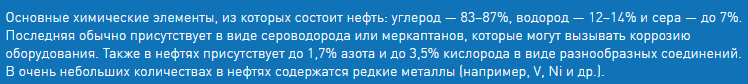 Основные химические элементы, из которых состоит нефть: углерод — 83–87%, водород — 12–14% и сера — до 7%.
Последняя обычно присутствует в виде сероводорода или меркаптанов, которые могут вызывать коррозию
оборудования. Также в нефтях присутствует до 1,7% азота и до 3,5% кислорода в виде разнообразных соединений.
В очень небольших количествах в нефтях содержатся редкие металлы (например, V, Ni и др.).